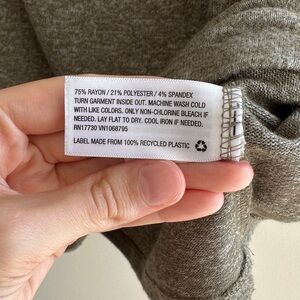 75% RAYON / 21% POLYESTER / 4% SPANDEX
TURN GARMENT INSIDE OUT. MACHINE WASH COLD
WITH LIKE COLORS. ONLY NON-CHLORINE BLEACH IF
NEEDED. LAY FLAT TO DRY. COOL IRON IF NEEDED.
RN17730 VN1068795
LABEL MADE FROM 100% RECYCLED PLASTIC